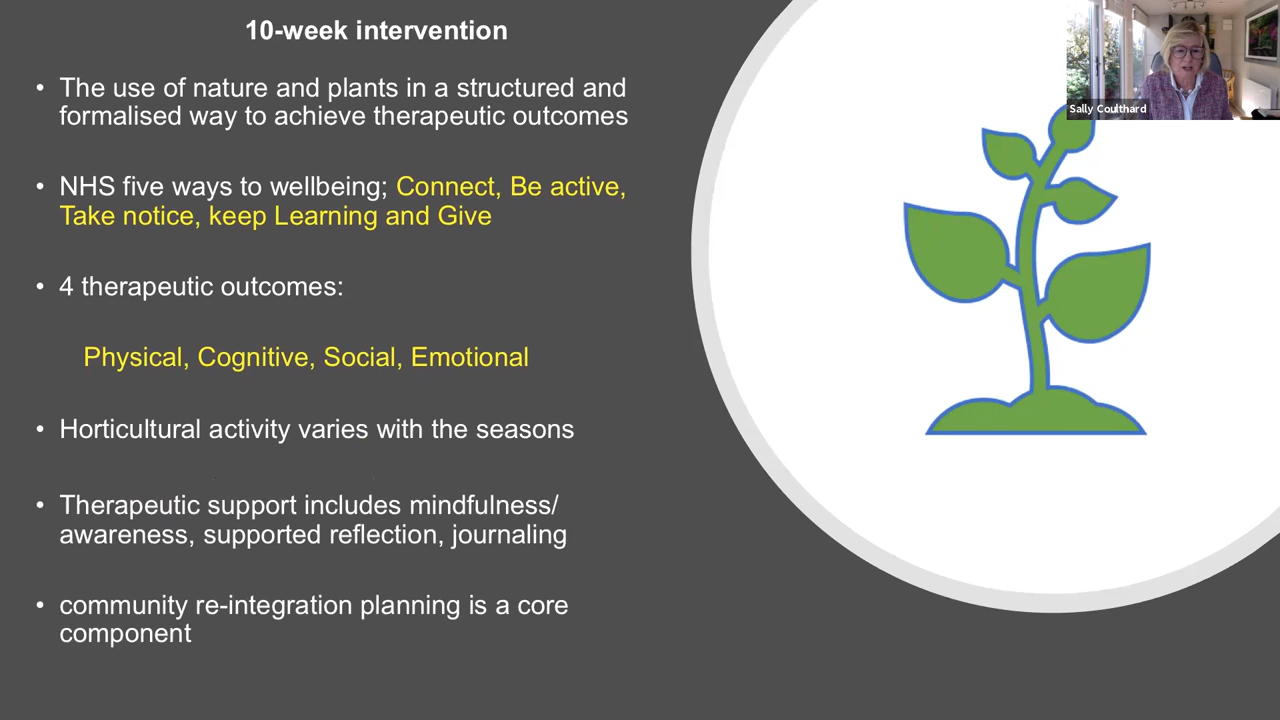 10-week intervention
• The use of nature and plants in a structured and
formalised way to achieve therapeutic outcomes
• NHS five ways to wellbeing; Connect, Be active,
Take notice, keep Learning and Give
• 4 therapeutic outcomes:
Physical, Cognitive, Social, Emotional
• Horticultural activity varies with the seasons
• Therapeutic support includes mindfulness/
awareness, supported reflection, journaling
• community re-integration planning is a core
component
Sally Coulthard